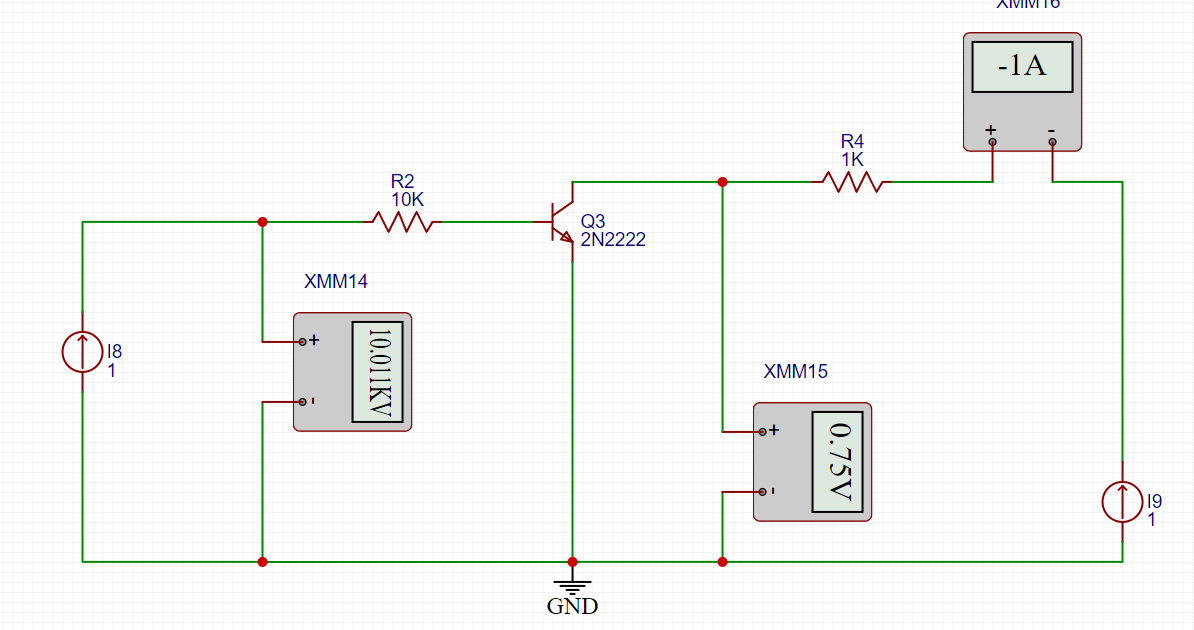 XMM16
-1A
+ -
R4
1K
R2
10K
Q3
2N2222
XMM14
+
10.011KV
-
I8
1
XMM15
+
0.75V
-
I9
1
GND